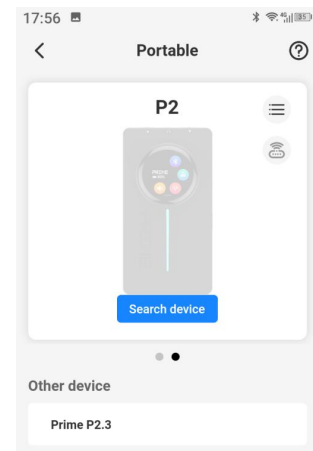 17:56
Portable
P2
Search device
Other device
Prime P2.3